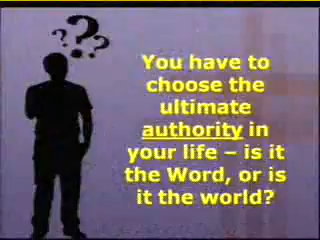 ???
You have to
choose the
ultimate
authority in
your life – is it
the Word, or is
it the world?